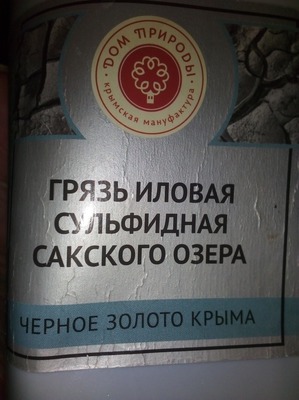 ДОМ ПРИРОДЫ
КРЫМСКАЯ МАНУФАКТУРА
ГРЯЗЬ ИЛОВАЯ
СУЛЬФИДНАЯ
САКСКОГО ОЗЕРА
ЧЕРНОЕ ЗОЛОТО КРЫМА